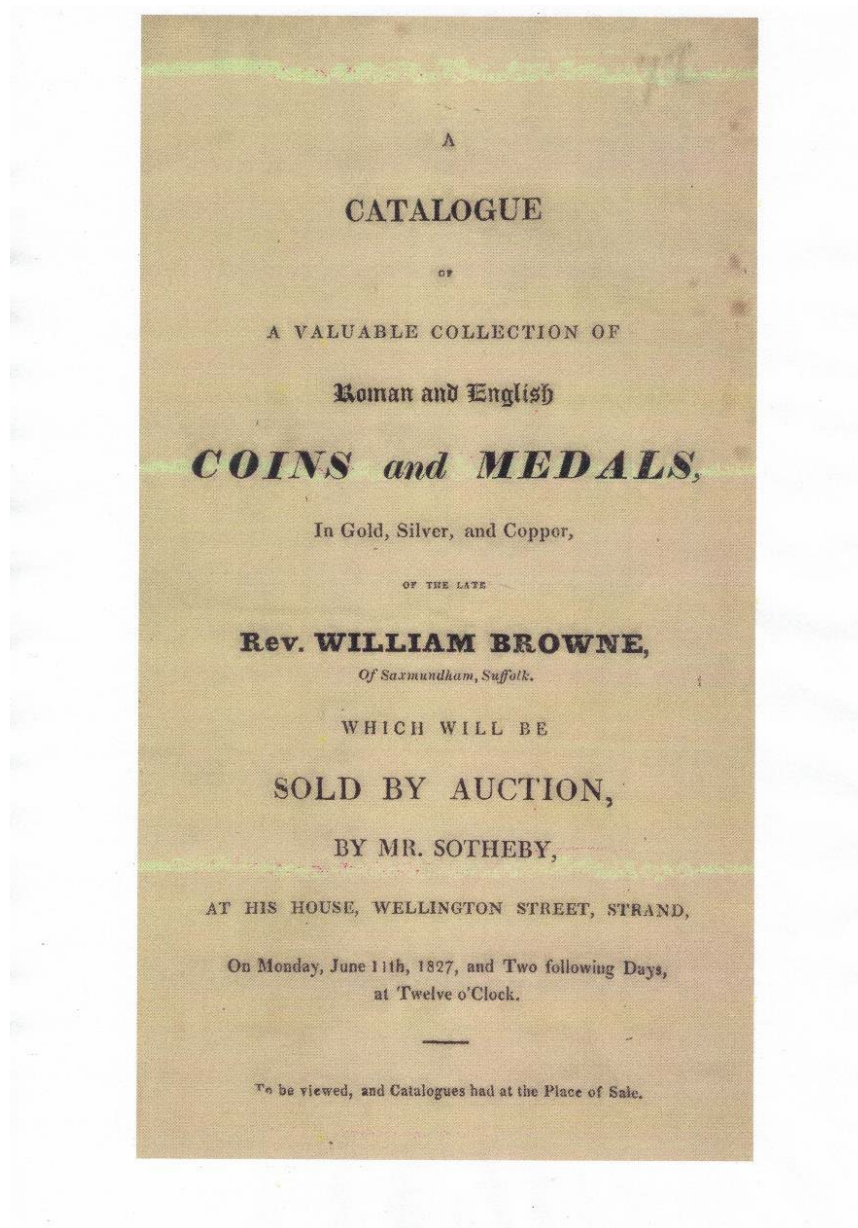 A
CATALOGUE
OF
A VALUABLE COLLECTION OF
Roman and English
COINS and MEDALS,
In Gold, Silver, and Copper,
OF THE LATE
Rev. WILLIAM BROWNE,
Of Saxmundham, Suffolk.
WHICH WILL BE
SOLD BY AUCTION,
BY MR. SOTHEBY,
AT HIS HOUSE, WELLINGTON STREET, STRAND,
On Monday, June 11th, 1827, and Two following Days,
at Twelve o'Clock.
To be viewed, and Catalogues had at the Place of Sale.